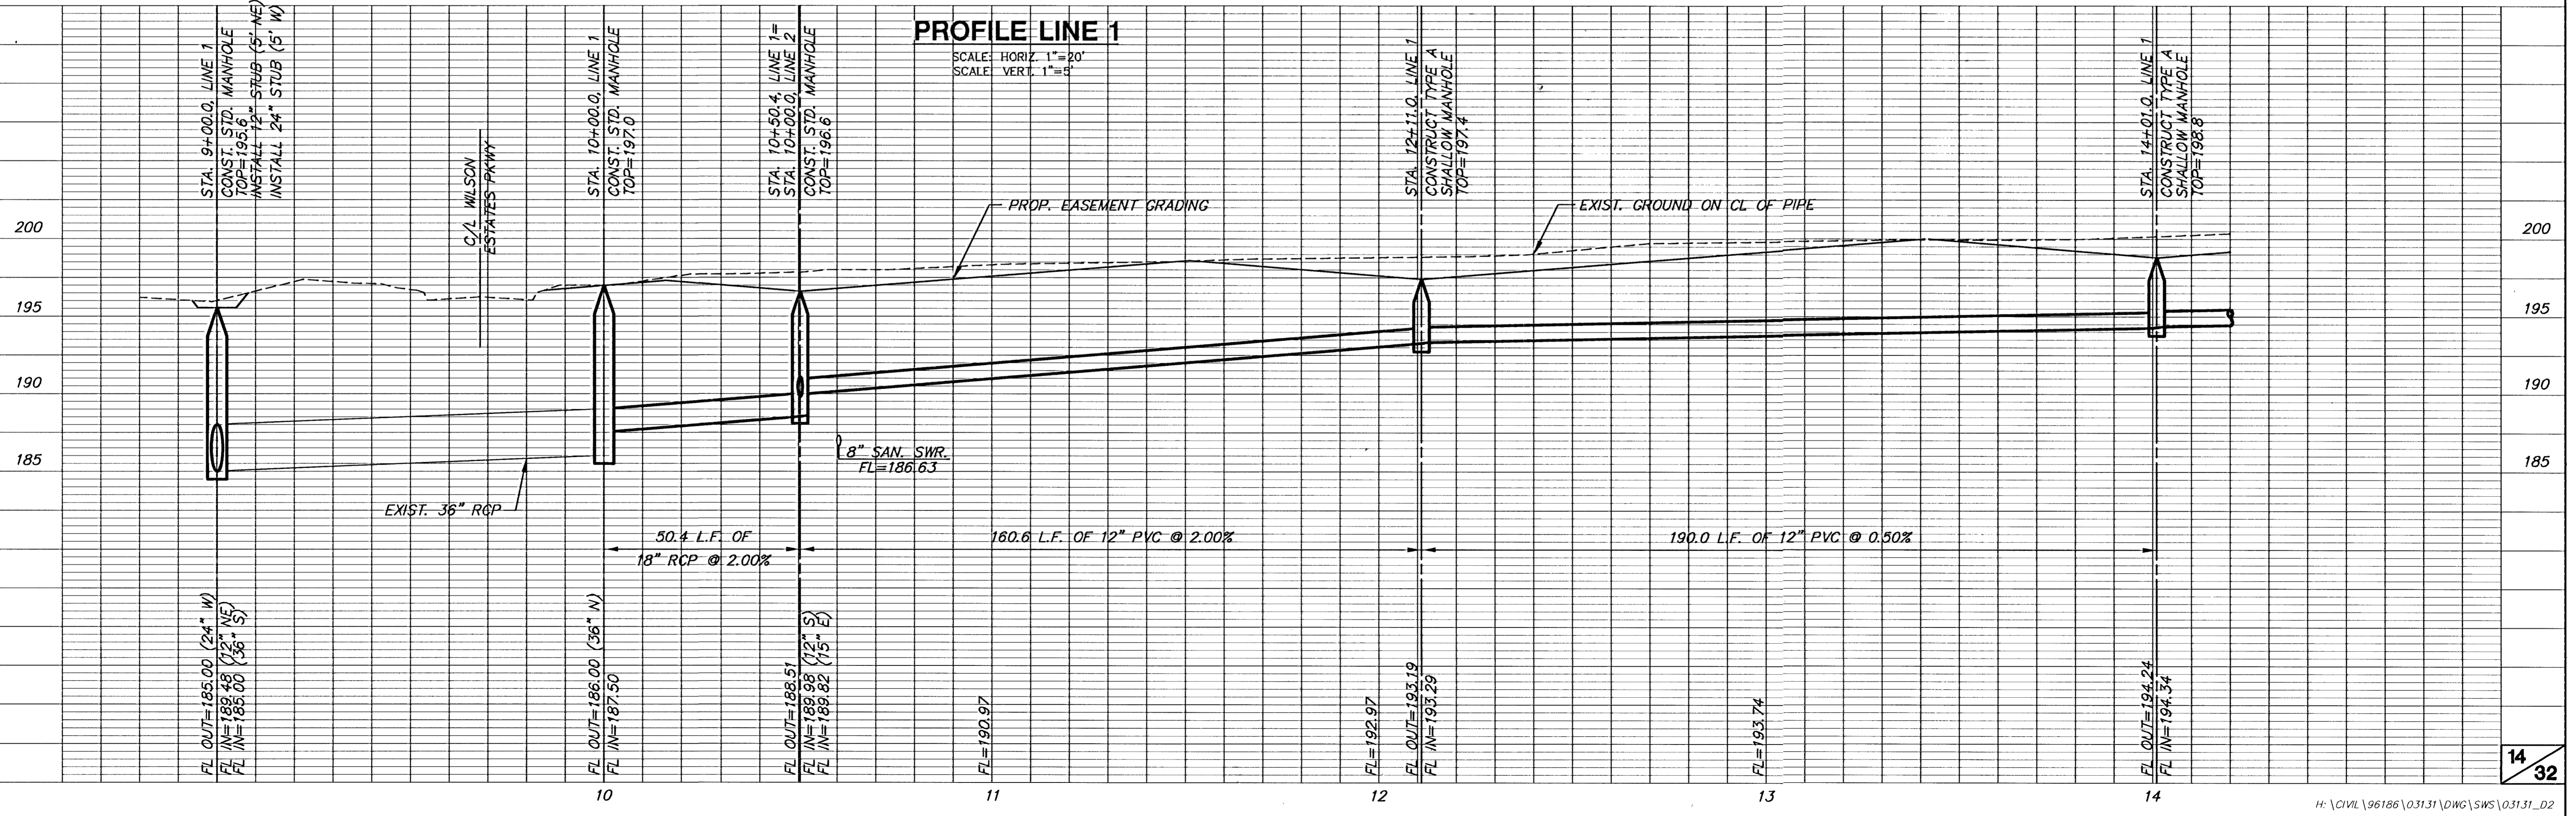 PROFILE LINE 1
SCALE: HORIZ. 1"=20'
SCALE: VERT. 1"=5'
STA. 9+00.0, LINE 1
CONST. STD. MANHOLE
TOP=195.6
INSTALL 12" STUB (5' NE)
INSTALL 24" STUB (5' W)
C/L WILSON
ESTATES PKWY
STA. 10+00.0, LINE 1
CONST. STD. MANHOLE
TOP=197.0
STA. 10+50.4, LINE 1=
STA. 10+00.0, LINE 2
CONST. STD. MANHOLE
TOP=196.6
STA. 12+11.0, LINE 1
CONSTRUCT TYPE A
SHALLOW MANHOLE
TOP=197.4
STA. 14+01.0, LINE 1
CONSTRUCT TYPE A
SHALLOW MANHOLE
TOP=198.8
PROP. EASEMENT GRADING
EXIST. GROUND ON CL OF PIPE
200
200
195
195
190
190
185
185
8" SAN. SWR.
FL=186.63
EXIST. 36" RCP
50.4 L.F. OF
18" RCP @ 2.00%
160.6 L.F. OF 12" PVC @ 2.00%
190.0 L.F. OF 12" PVC @ 0.50%
FL OUT=185.00 (24" W)
FL IN=189.48 (12" NE)
FL IN=185.00 (36" S)
FL OUT=186.00 (36" N)
FL IN=187.50
FL OUT=188.51
FL IN=189.98 (12" S)
FL IN=189.82 (15" E)
FL=190.97
FL=192.97
FL OUT=193.19
FL IN=193.29
FL=193.74
FL OUT=194.24
FL IN=194.34
10
11
12
13
14
14
32
H:\CIVIL\96186\03131\DWG\SWS\03131_D2